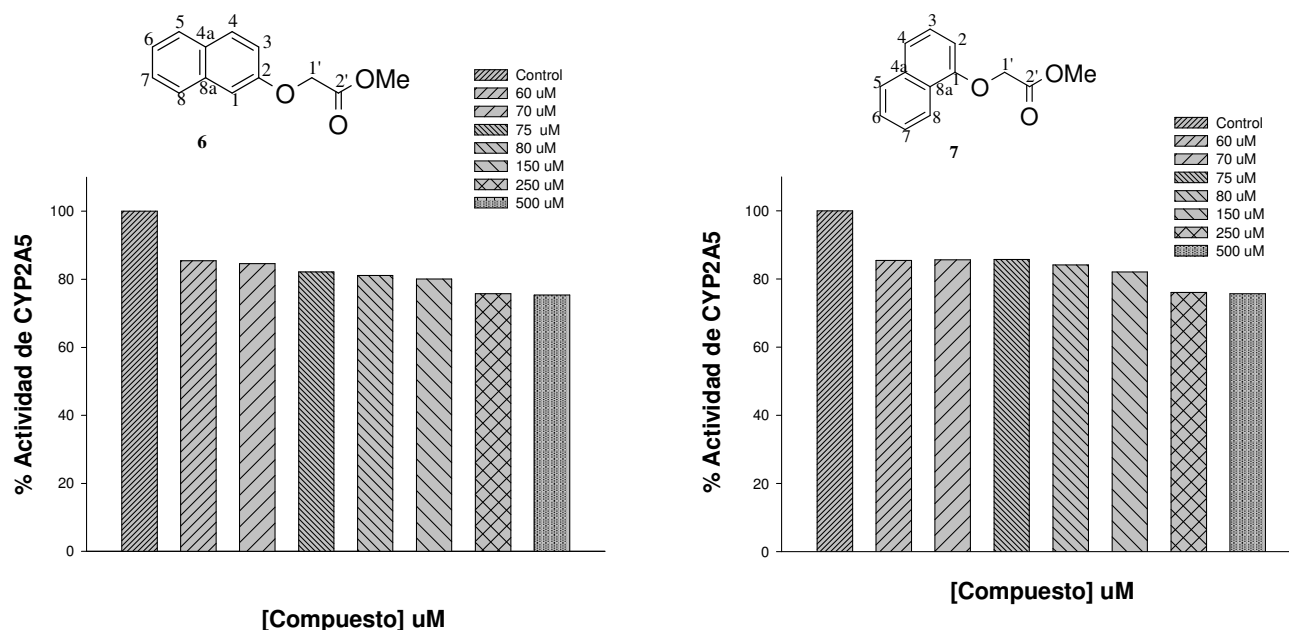 5
4
6
4a
3
7
8a
2
8
1
O
1'
2'
OMe
O
6
Control
60 uM
70 uM
75 uM
80 uM
150 uM
250 uM
500 uM
% Actividad de CYP2A5
100
80
60
40
20
0
[Compuesto] uM
3
4
2
4a
5
8a
1
6
7
8
O
1'
2'
OMe
O
7
Control
60 uM
70 uM
75 uM
80 uM
150 uM
250 uM
500 uM
% Actividad de CYP2A5
100
80
60
40
20
0
[Compuesto] uM